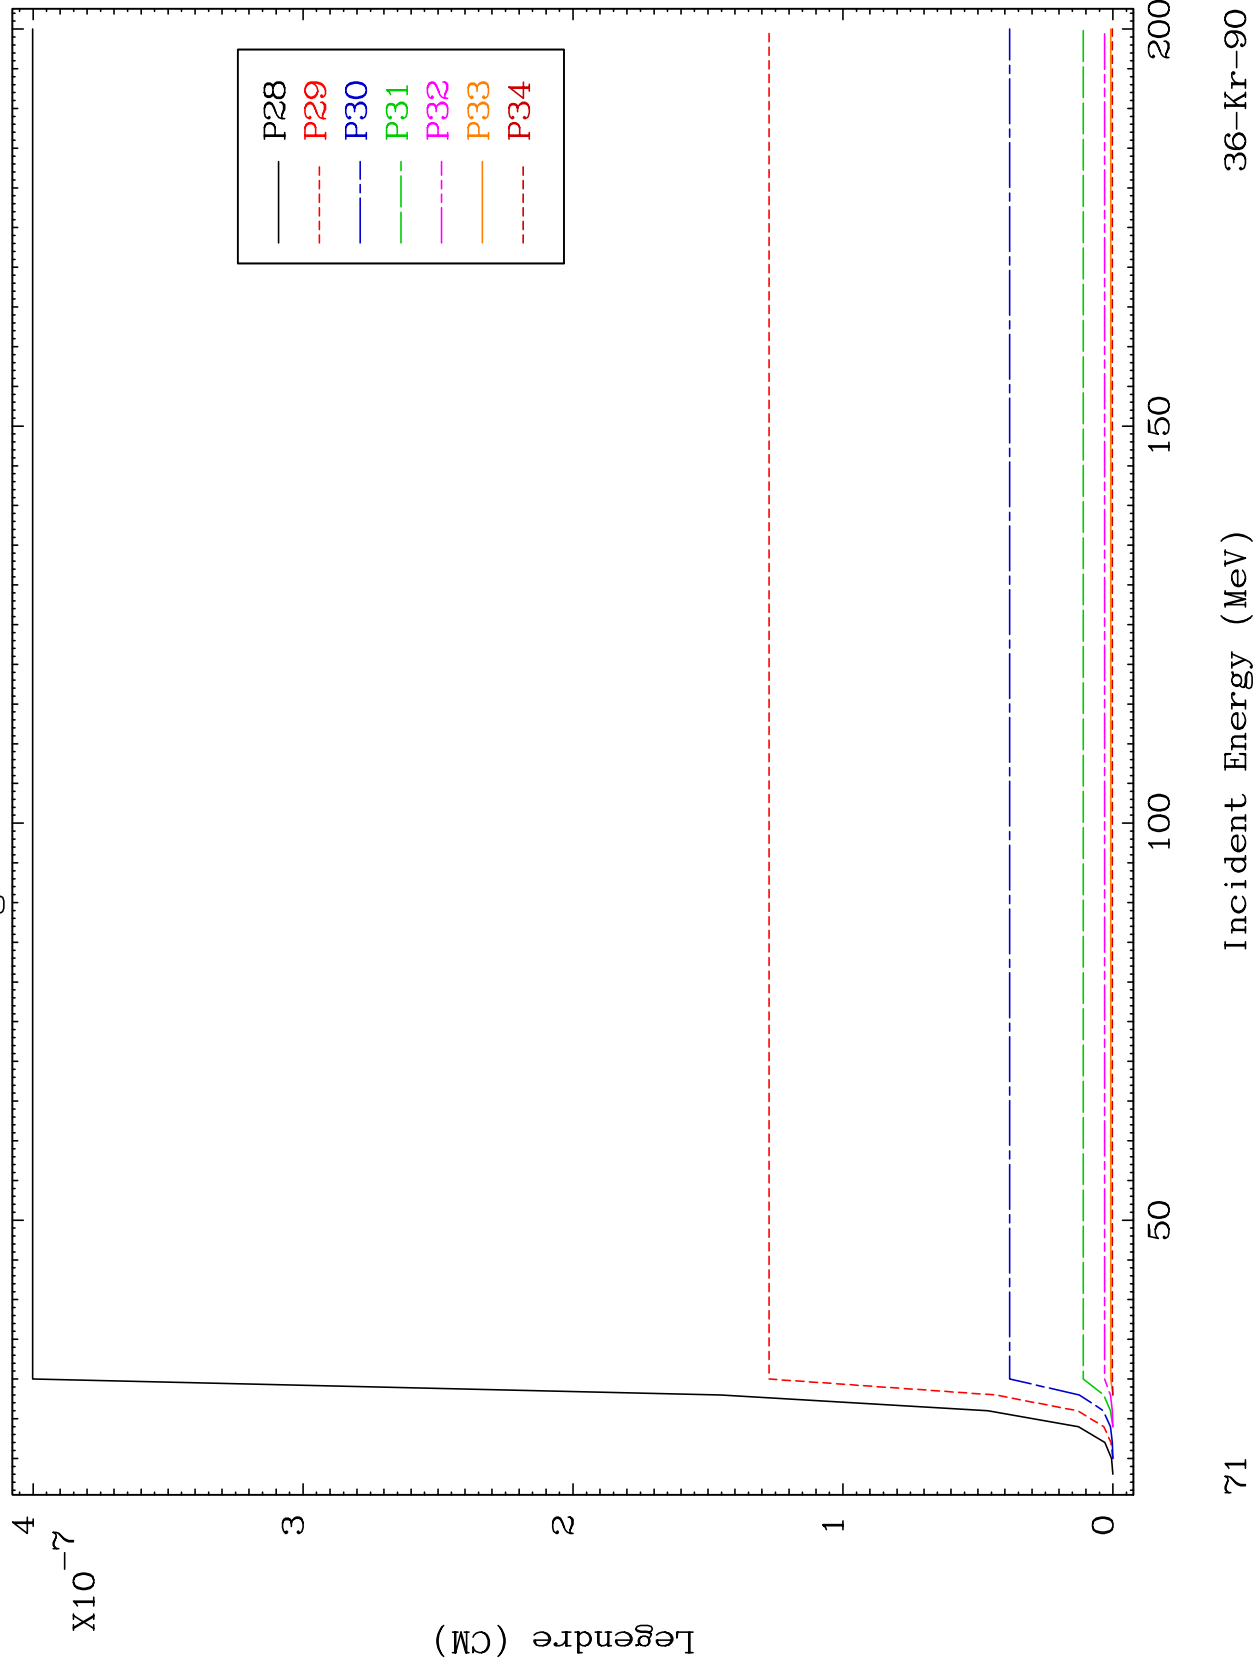 X10-7
4
3
2
1
0
Legendre (CM)
P28
P29
P30
P31
P32
P33
P34
50
100
150
200
71
Incident Energy (MeV)
36-Kr-90